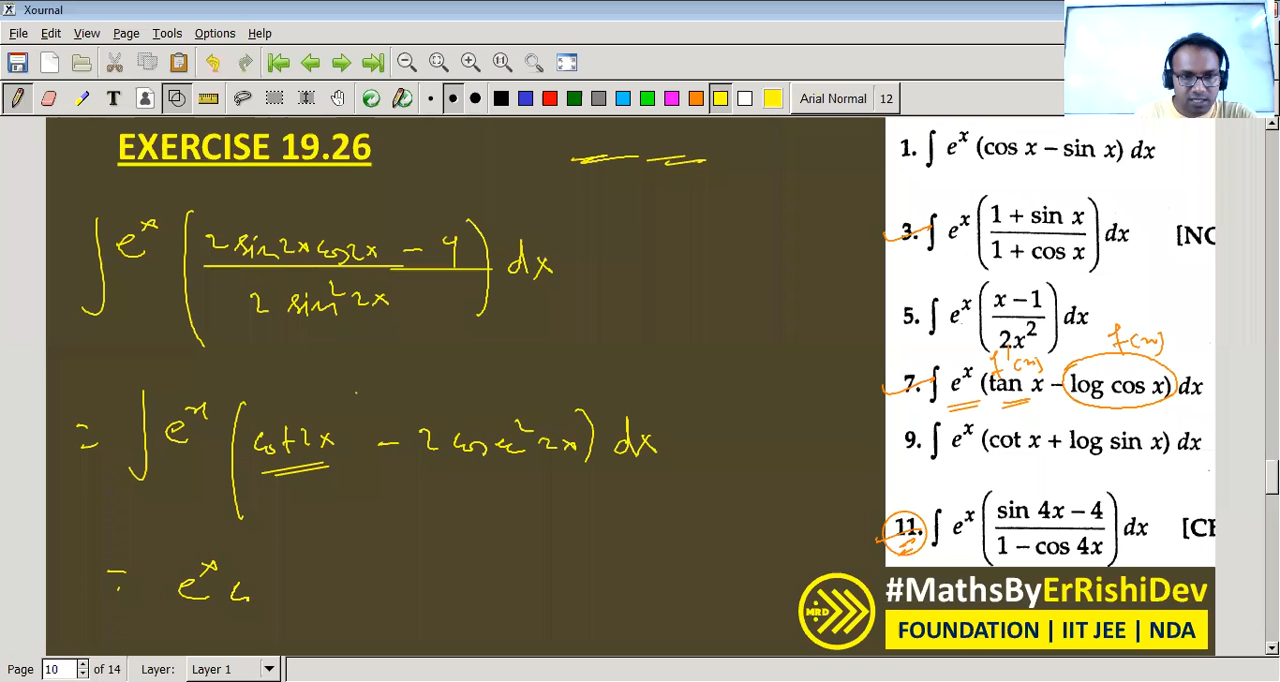 Xournal
File Edit View Page Tools Options Help
Arial Normal 12
EXERCISE 19.26
∫ e^x ( (2 sin 2x cos 2x − 4) / (2 sin² 2x) ) dx
= ∫ e^x ( cot 2x − 2 cosec² 2x ) dx
= e^x c
1. ∫ e^x (cos x − sin x) dx
3. ∫ e^x ( (1 + sin x) / (1 + cos x) ) dx [NC
5. ∫ e^x ( (x − 1) / 2x² ) dx
f'(x) f(x)
7. ∫ e^x (tan x − log cos x) dx
9. ∫ e^x (cot x + log sin x) dx
11. ∫ e^x ( (sin 4x − 4) / (1 − cos 4x) ) dx [CB
MRD
#MathsByErRishiDev
FOUNDATION | IIT JEE | NDA
Page 10 of 14 Layer: Layer 1